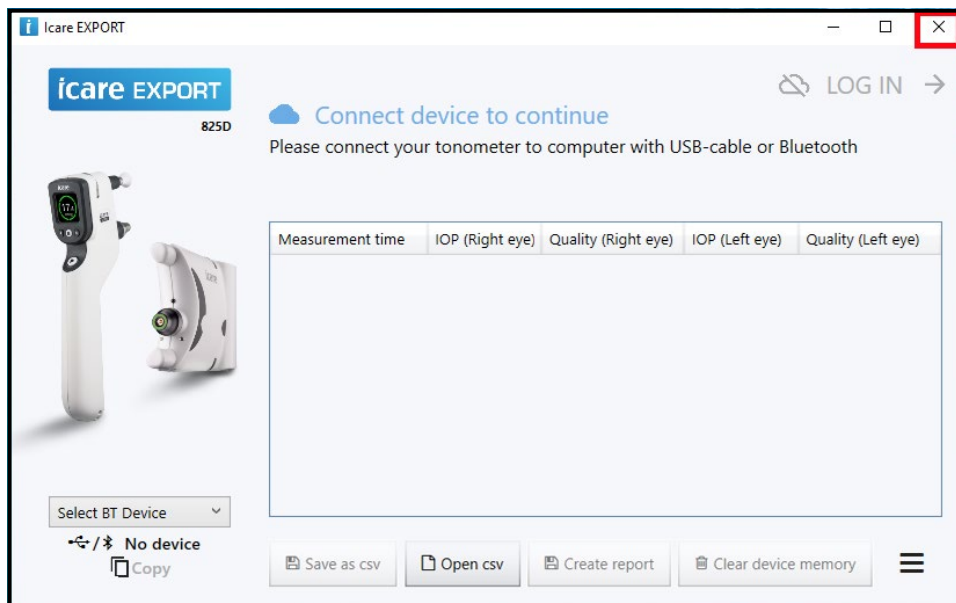 Icare EXPORT
icare EXPORT
825D
LOG IN
Connect device to continue
Please connect your tonometer to computer with USB-cable or Bluetooth
Measurement time IOP (Right eye) Quality (Right eye) IOP (Left eye) Quality (Left eye)
Select BT Device
/ No device
Copy
Save as csv Open csv Create report Clear device memory